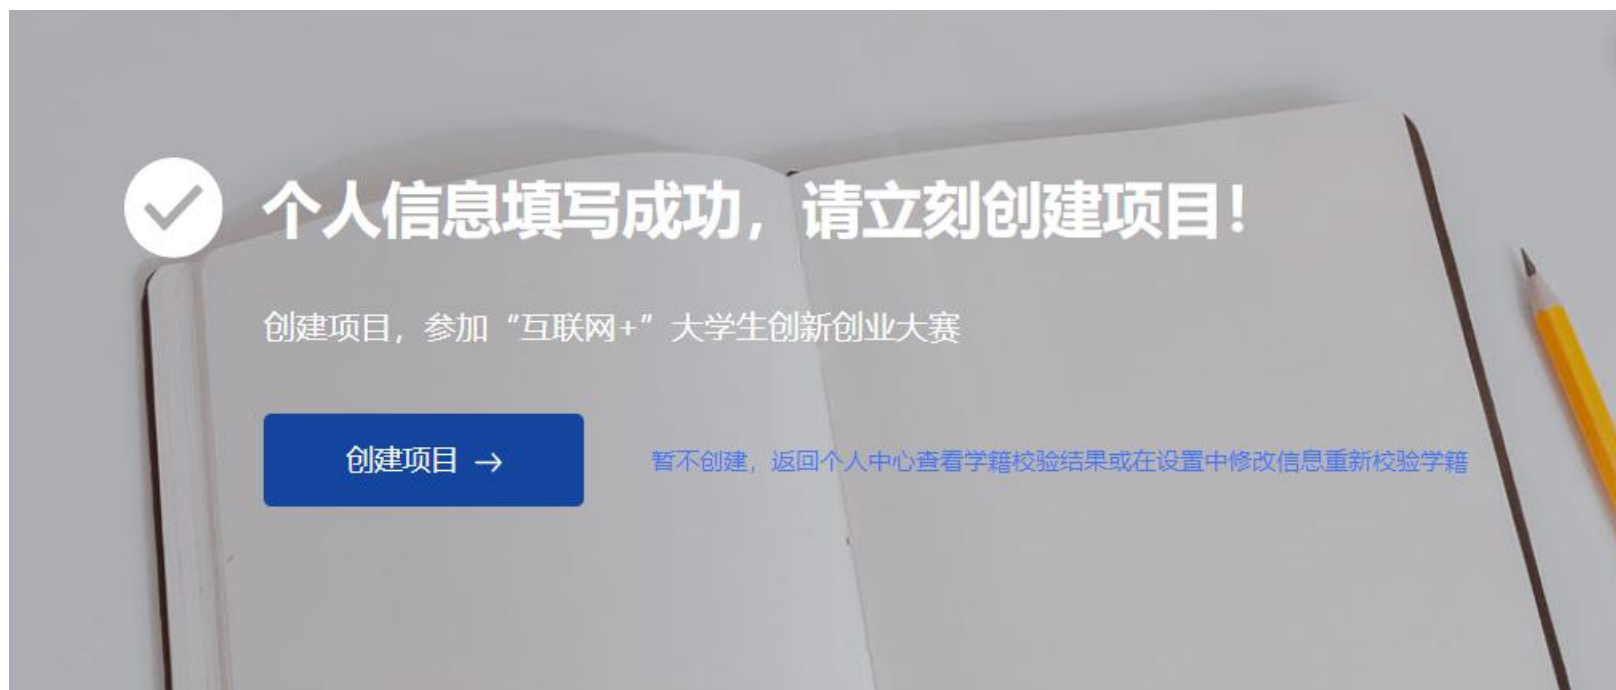 个人信息填写成功，请立刻创建项目！
创建项目，参加“互联网+”大学生创新创业大赛
创建项目 →
暂不创建，返回个人中心查看学籍校验结果或在设置中修改信息重新校验学籍